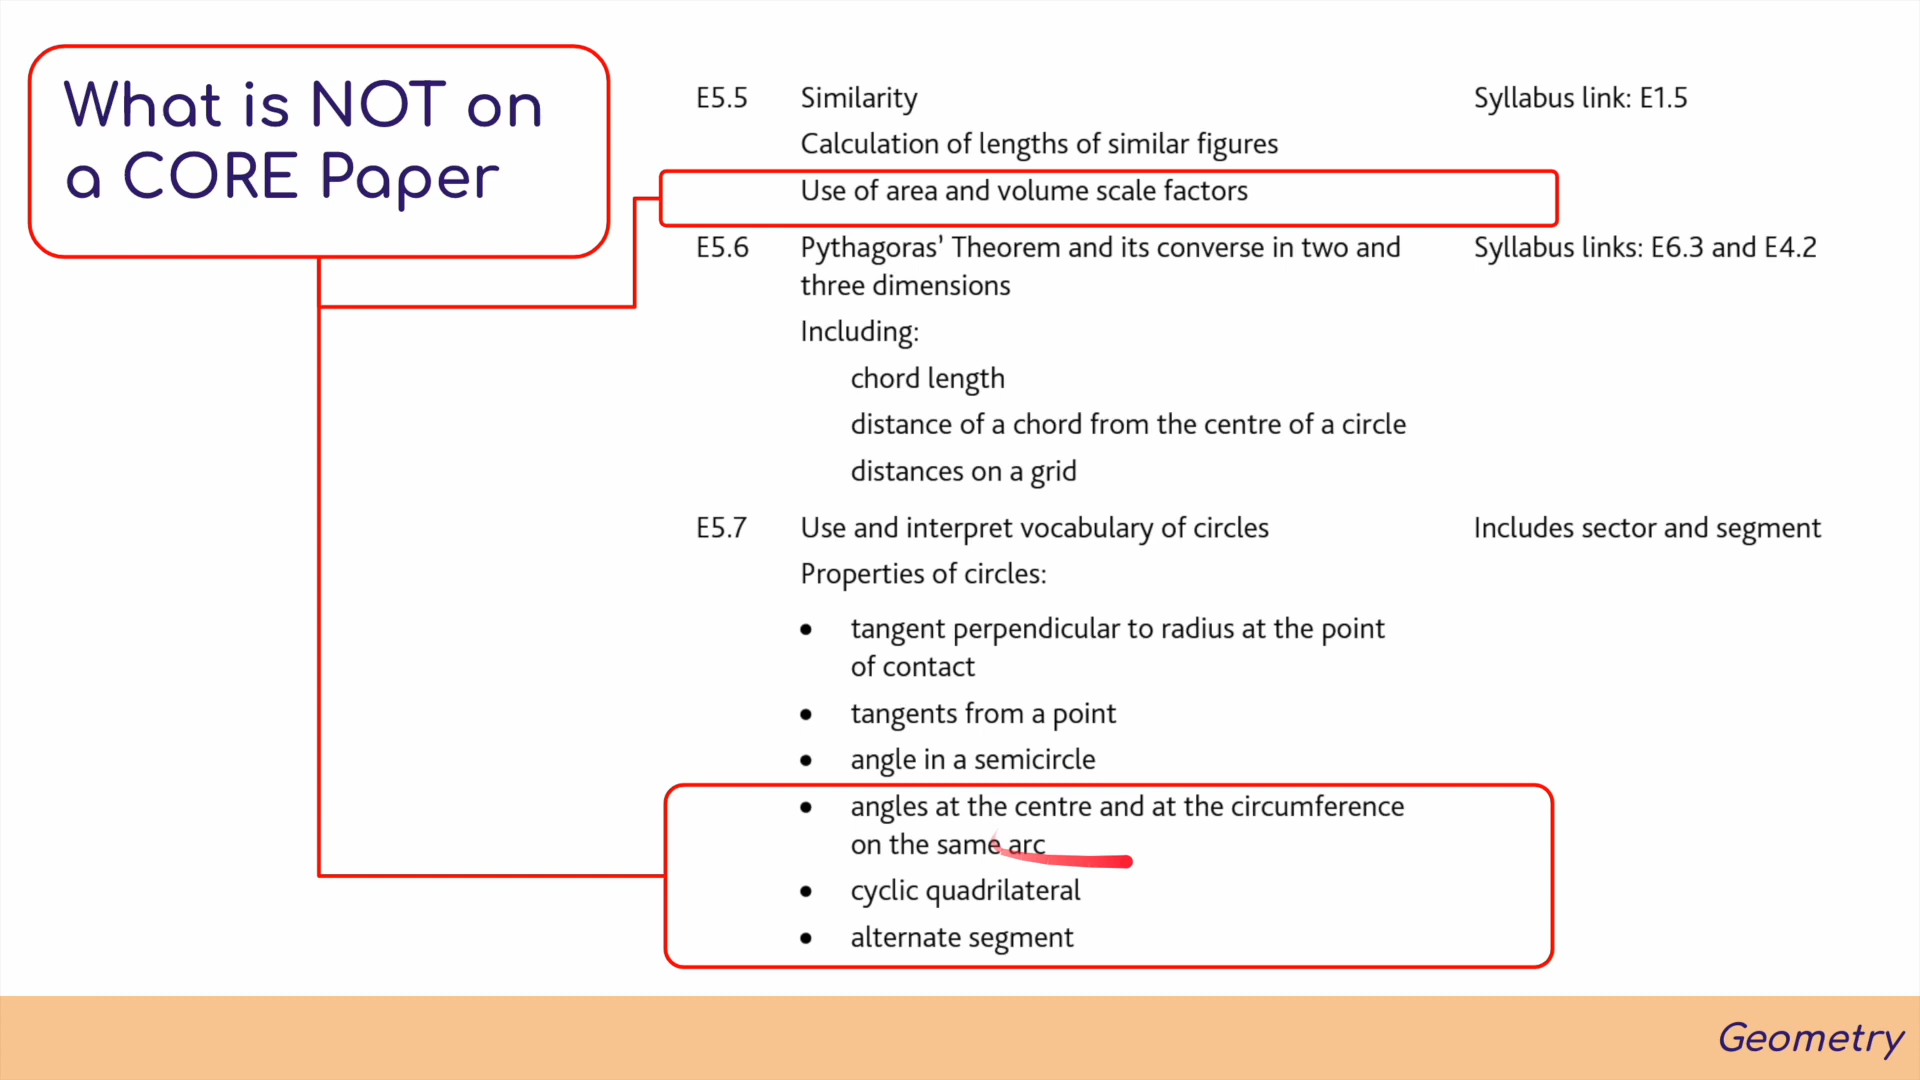 What is NOT on
a CORE Paper
E5.5 Similarity Syllabus link: E1.5
Calculation of lengths of similar figures
Use of area and volume scale factors
E5.6 Pythagoras' Theorem and its converse in two and Syllabus links: E6.3 and E4.2
three dimensions
Including:
chord length
distance of a chord from the centre of a circle
distances on a grid
E5.7 Use and interpret vocabulary of circles Includes sector and segment
Properties of circles:
• tangent perpendicular to radius at the point
of contact
• tangents from a point
• angle in a semicircle
• angles at the centre and at the circumference
on the same arc
• cyclic quadrilateral
• alternate segment
Geometry